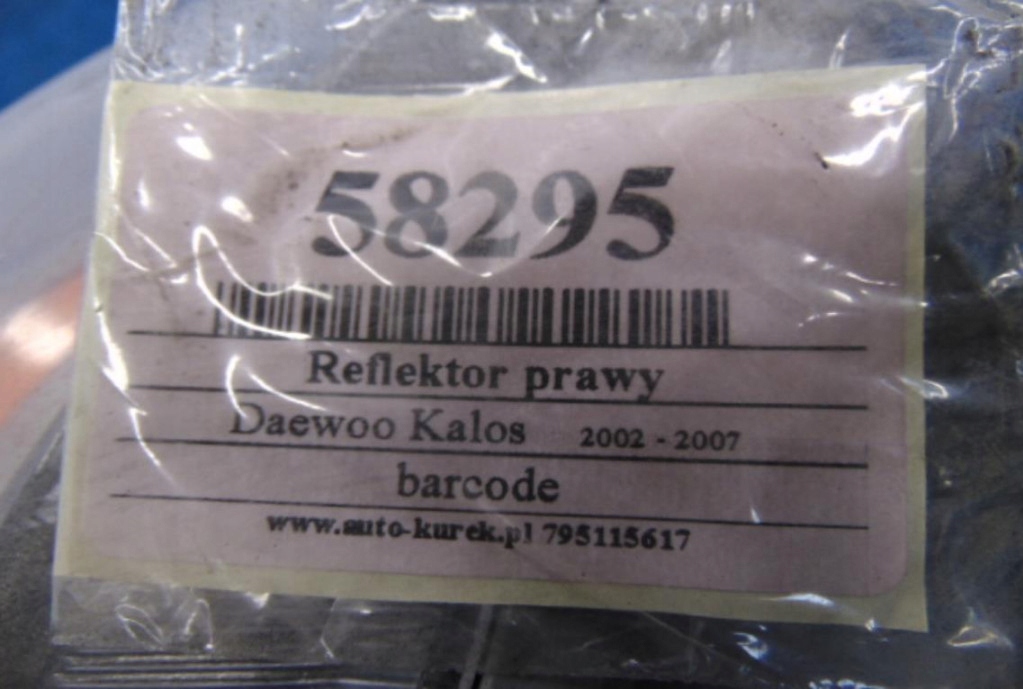 58295
Reflektor prawy
Daewoo Kalos 2002 - 2007
barcode
www.auto-kurek.pl 795115617